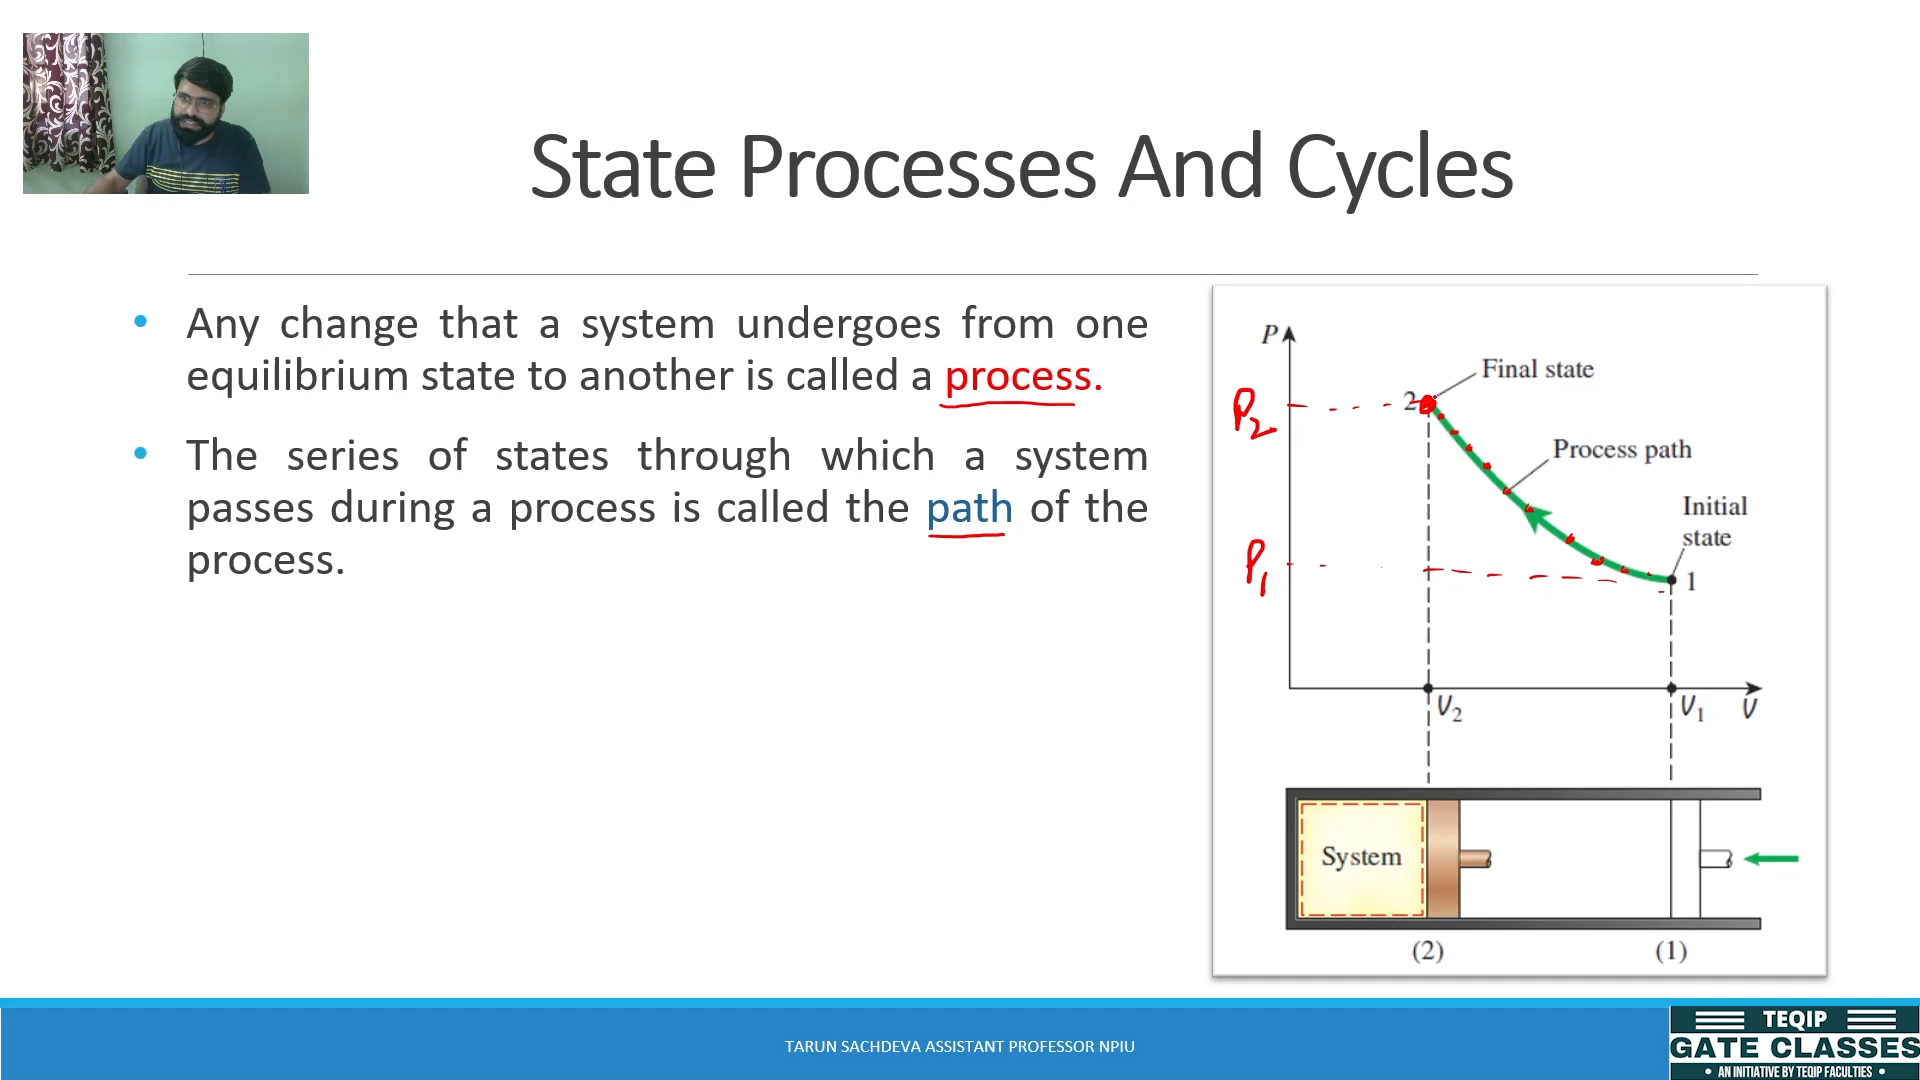 State Processes And Cycles
• Any change that a system undergoes from one
equilibrium state to another is called a process.
• The series of states through which a system
passes during a process is called the path of the
process.
P
Final state
P2
2
Process path
Initial
state
P1
1
V2
V1
V
System
(2)
(1)
TARUN SACHDEVA ASSISTANT PROFESSOR NPIU
TEQIP
GATE CLASSES
• AN INITIATIVE BY TEQIP FACULTIES •